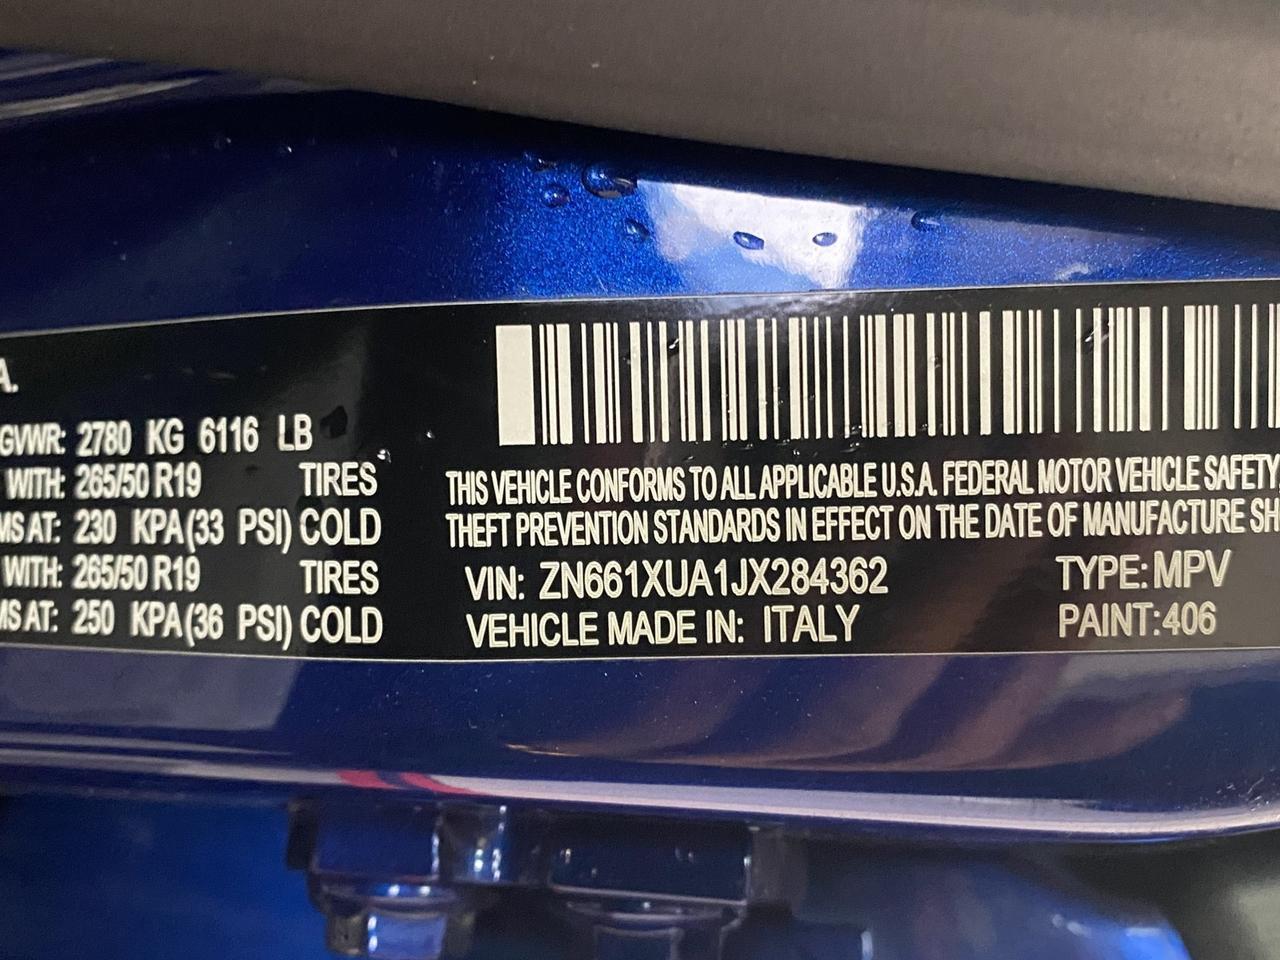 A.
GVWR: 2780 KG 6116 LB
WITH: 265/50 R19 TIRES
MS AT: 230 KPA(33 PSI) COLD
WITH: 265/50 R19 TIRES
MS AT: 250 KPA(36 PSI) COLD
THIS VEHICLE CONFORMS TO ALL APPLICABLE U.S.A. FEDERAL MOTOR VEHICLE SAFETY,
THEFT PREVENTION STANDARDS IN EFFECT ON THE DATE OF MANUFACTURE SH
VIN: ZN661XUA1JX284362 TYPE: MPV
VEHICLE MADE IN: ITALY PAINT:406